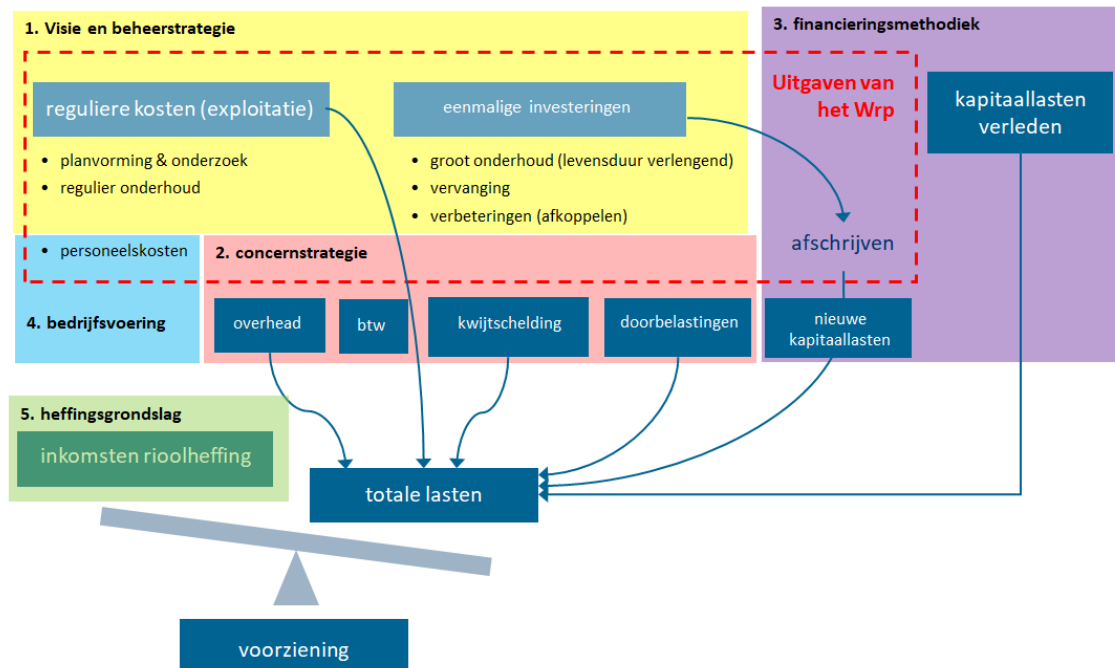 1. Visie en beheerstrategie
3. financieringsmethodiek
Uitgaven van
het Wrp
reguliere kosten (exploitatie)
eenmalige investeringen
kapitaallasten
verleden
• planvorming & onderzoek
• regulier onderhoud
• groot onderhoud (levensduur verlengend)
• vervanging
• verbeteringen (afkoppelen)
• personeelskosten
2. concernstrategie
afschrijven
4. bedrijfsvoering
overhead
btw
kwijtschelding
doorbelastingen
nieuwe
kapitaallasten
5. heffingsgrondslag
inkomsten rioolheffing
totale lasten
voorziening